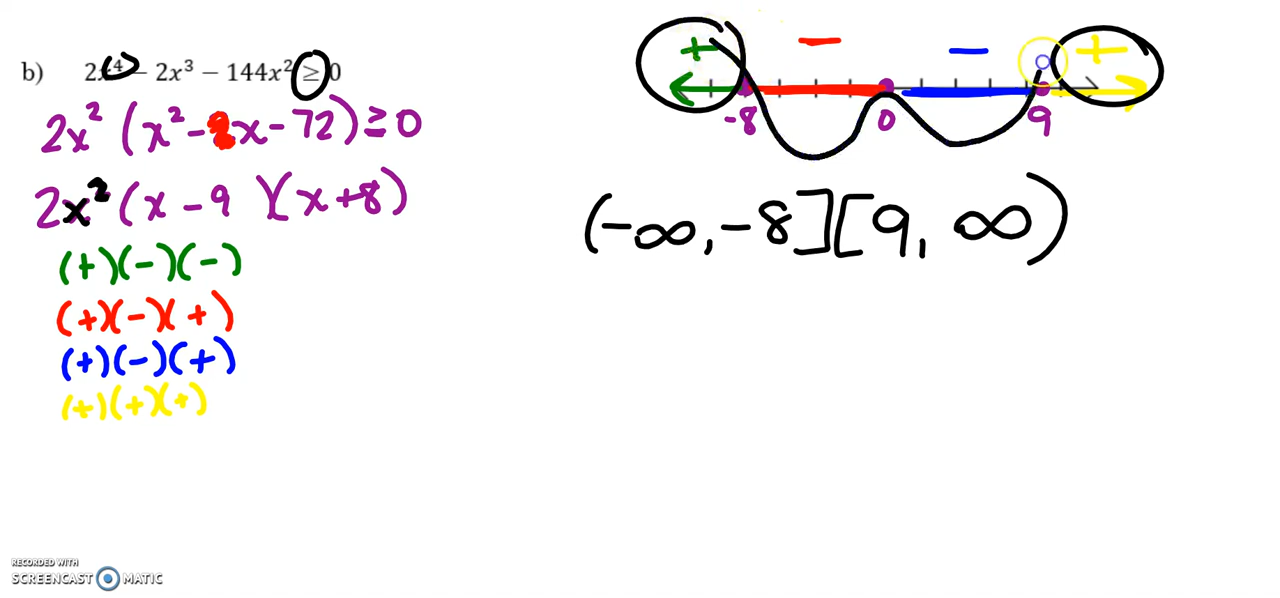 b) 2x⁴ − 2x³ − 144x² ≥ 0
2x² (x² - x - 72) ≥ 0
2x² (x - 9 )(x + 8)
(+)(-)(-)
(+)(-)(+)
(+)(-)(+)
(+)(+)(+)
+ - - +
-8 0 9
(-∞, -8][9, ∞)
RECORDED WITH
SCREENCAST MATIC